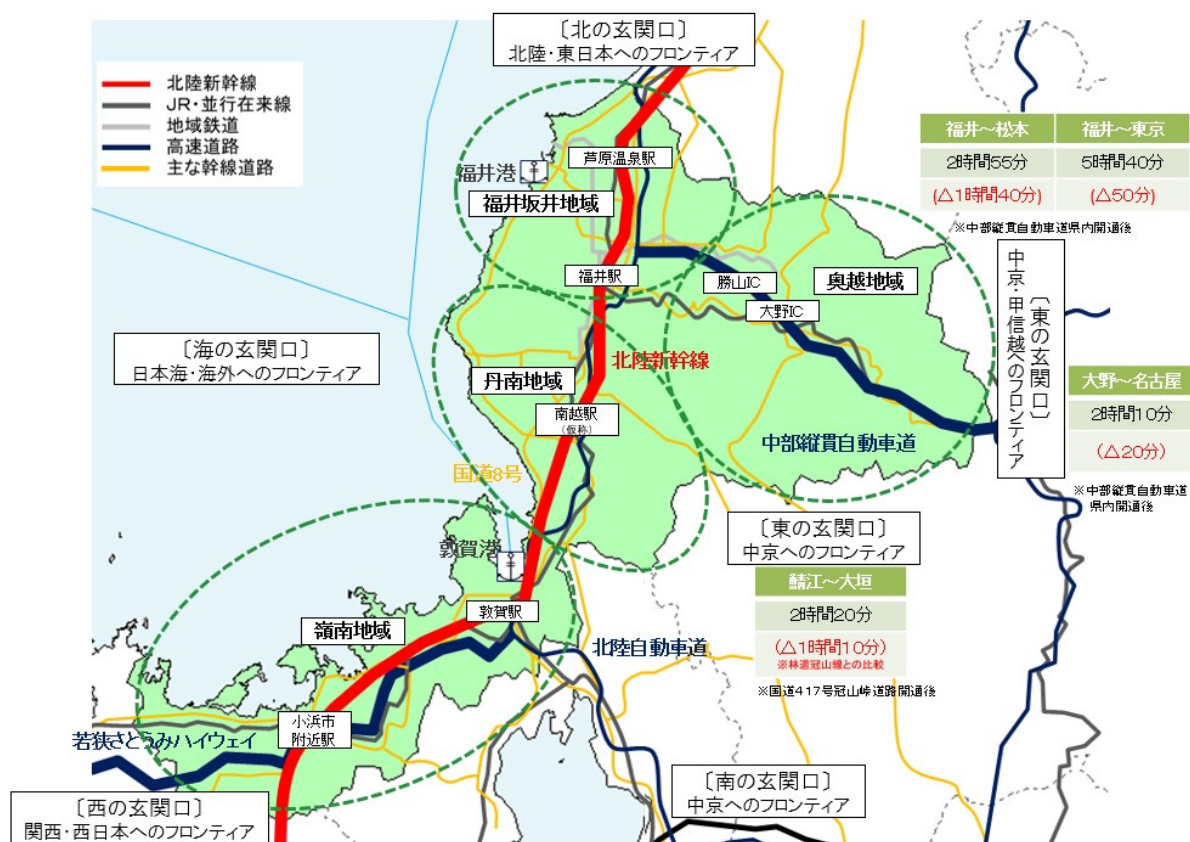 〔北の玄関口〕
北陸・東日本へのフロンティア
北陸新幹線
JR・並行在来線
地域鉄道
高速道路
主な幹線道路
福井～松本
福井～東京
2時間55分
5時間40分
(△1時間40分)
(△50分)
※中部縦貫自動車道県内開通後
芦原温泉駅
福井港
福井坂井地域
福井駅
勝山IC
大野IC
奥越地域
〔東の玄関口〕
中京・甲信越へのフロンティア
〔海の玄関口〕
日本海・海外へのフロンティア
北陸新幹線
丹南地域
南越駅
(仮称)
中部縦貫自動車道
大野～名古屋
2時間10分
(△20分)
※中部縦貫自動車道
県内開通後
国道8号
敦賀港
〔東の玄関口〕
中京へのフロンティア
鯖江～大垣
2時間20分
(△1時間10分)
※林道冠山線との比較
※国道417号冠山峠道路開通後
敦賀駅
嶺南地域
北陸自動車道
小浜市
附近駅
若狭さとうみハイウェイ
〔西の玄関口〕
関西・西日本へのフロンティア
〔南の玄関口〕
中京へのフロンティア